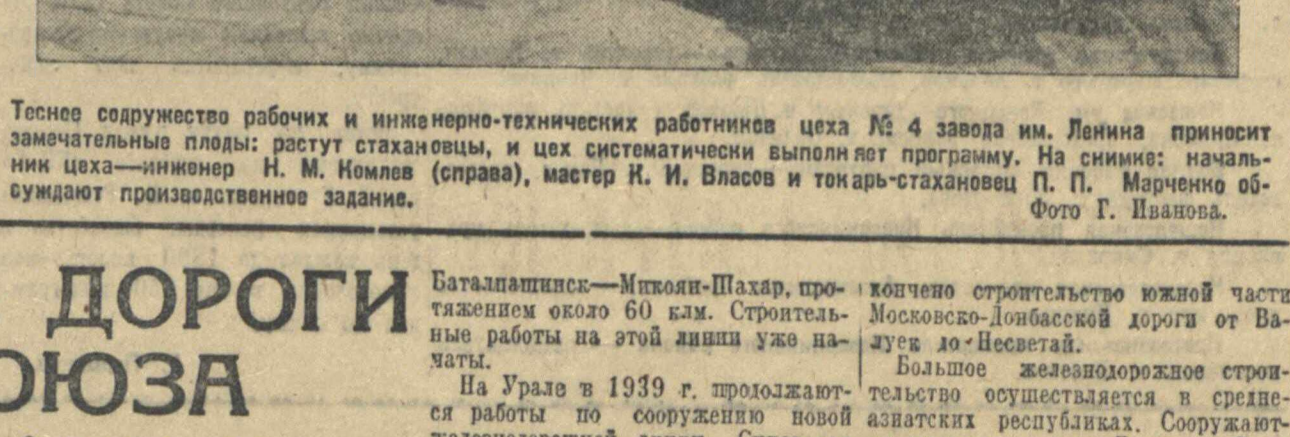 Тесное содружество рабочих и инженерно-технических работников цеха № 4 завода им. Ленина приносит
замечательные плоды: растут стахановцы, и цех систематически выполняет программу. На снимке: началь-
ник цеха—инженер Н. М. Комлев (справа), мастер К. И. Власов и токарь-стахановец П. П. Марченко об-
суждают производственное задание.
Фото Г. Иванова.
ДОРОГИ
ОЮЗА
Баталпашинск—Микоян-Шахар, про-
тяжением около 60 клм. Строитель-
ные работы на этой линии уже на-
чаты.
На Урале в 1939 г. продолжают-
ся работы по сооружению новой
кончено строительство южной части
Московско-Донбасской дороги от Ва-
луек до Несветай.
Большое железнодорожное строи-
тельство осуществляется в средне-
азиатских республиках. Сооружают-